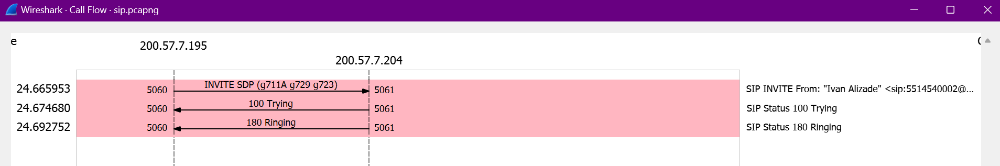 Wireshark · Call Flow · sip.pcapng
e
200.57.7.195
200.57.7.204
24.665953 5060 INVITE SDP (g711A g729 g723) 5061 SIP INVITE From: "Ivan Alizade" <sip:5514540002@...
24.674680 5060 100 Trying 5061 SIP Status 100 Trying
24.692752 5060 180 Ringing 5061 SIP Status 180 Ringing